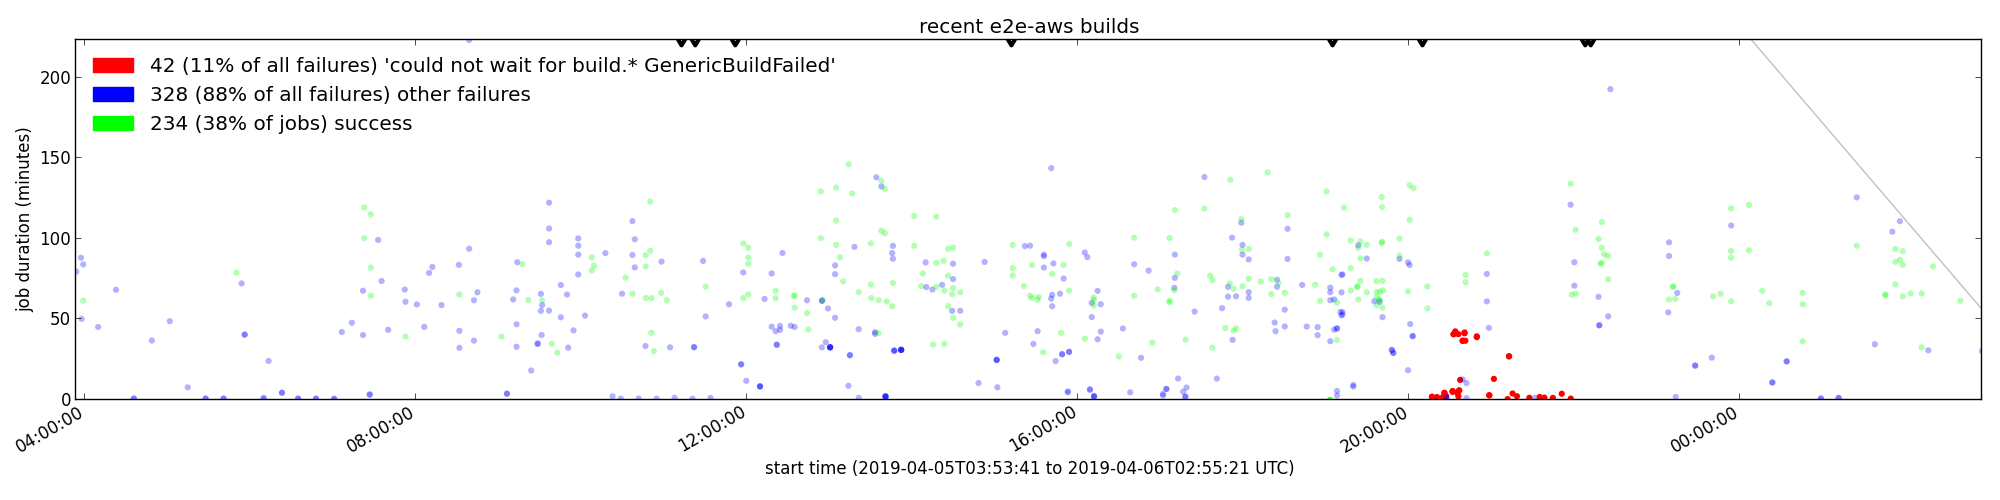 recent e2e-aws builds
42 (11% of all failures) 'could not wait for build.* GenericBuildFailed'
328 (88% of all failures) other failures
234 (38% of jobs) success
job duration (minutes)
200
150
100
50
0
04:00:00
08:00:00
12:00:00
16:00:00
20:00:00
00:00:00
start time (2019-04-05T03:53:41 to 2019-04-06T02:55:21 UTC)